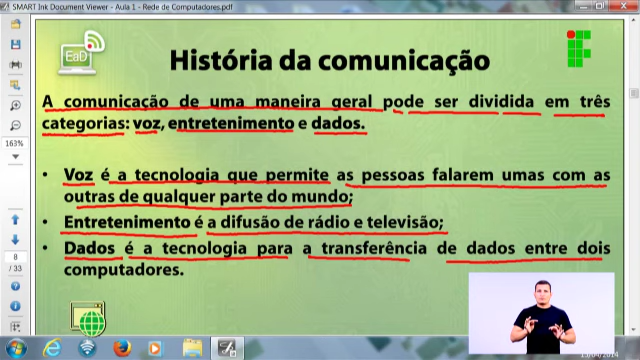 SMART Ink Document Viewer - Aula 1 - Rede de Computadores.pdf
EaD
História da comunicação
A comunicação de uma maneira geral pode ser dividida em três
categorias: voz, entretenimento e dados.
• Voz é a tecnologia que permite as pessoas falarem umas com as
outras de qualquer parte do mundo;
• Entretenimento é a difusão de rádio e televisão;
• Dados é a tecnologia para a transferência de dados entre dois
computadores.
163%
8
/ 33